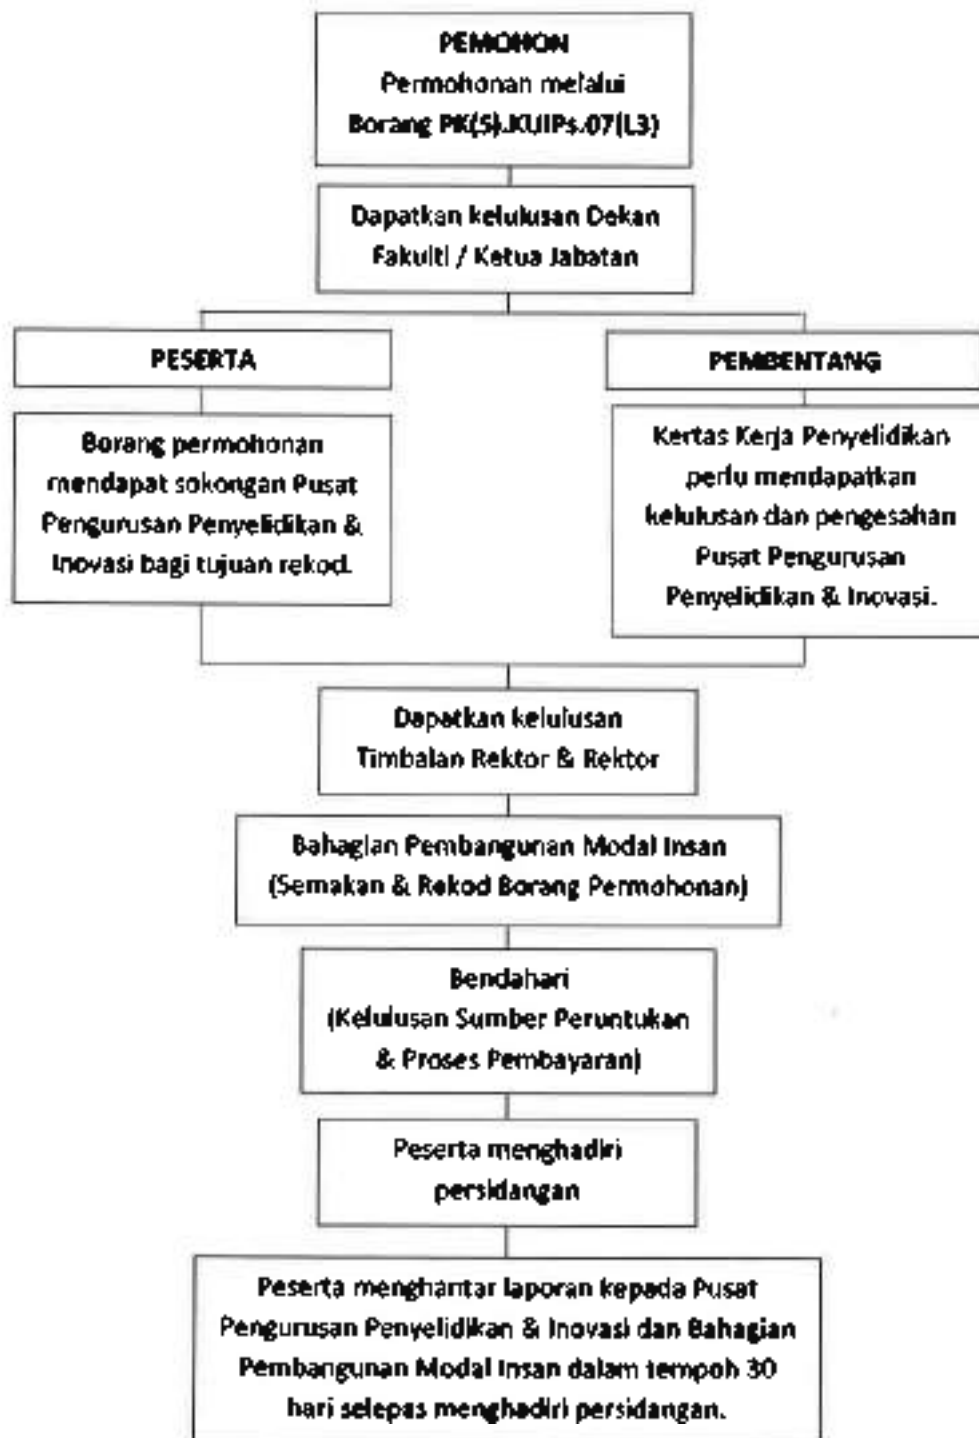 PEMOHON
Permohonan melalui
Borang PK(S).KUIPs.07(L3)
Dapatkan kelulusan Dekan
Fakulti / Ketua Jabatan
PESERTA
Borang permohonan
mendapat sokongan Pusat
Pengurusan Penyelidikan &
Inovasi bagi tujuan rekod.
PEMBENTANG
Kertas Kerja Penyelidikan
perlu mendapatkan
kelulusan dan pengesahan
Pusat Pengurusan
Penyelidikan & Inovasi.
Dapatkan kelulusan
Timbalan Rektor & Rektor
Bahagian Pembangunan Modal Insan
(Semakan & Rekod Borang Permohonan)
Bendahari
(Kelulusan Sumber Peruntukan
& Proses Pembayaran)
Peserta menghadiri
persidangan
Peserta menghantar laporan kepada Pusat
Pengurusan Penyelidikan & Inovasi dan Bahagian
Pembangunan Modal Insan dalam tempoh 30
hari selepas menghadiri persidangan.